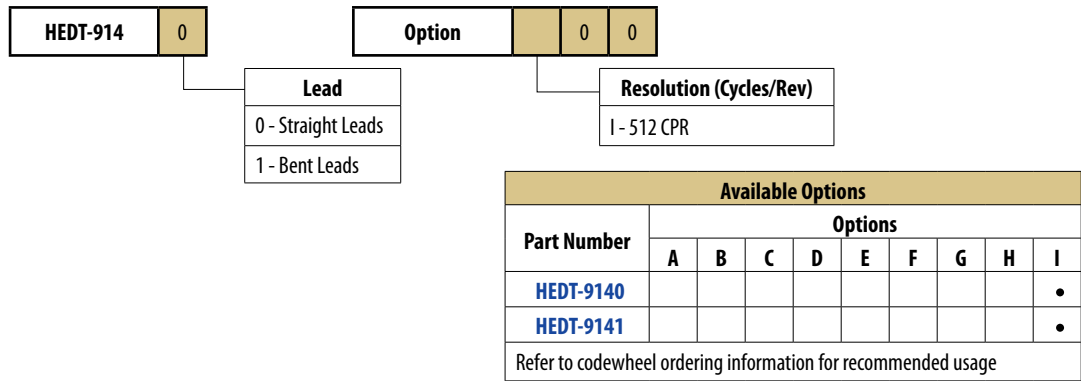 HEDT-914 0 Option 0 0
Lead
0 - Straight Leads
1 - Bent Leads
Resolution (Cycles/Rev)
I - 512 CPR
Available Options
Part Number Options
A B C D E F G H I
HEDT-9140 •
HEDT-9141 •
Refer to codewheel ordering information for recommended usage